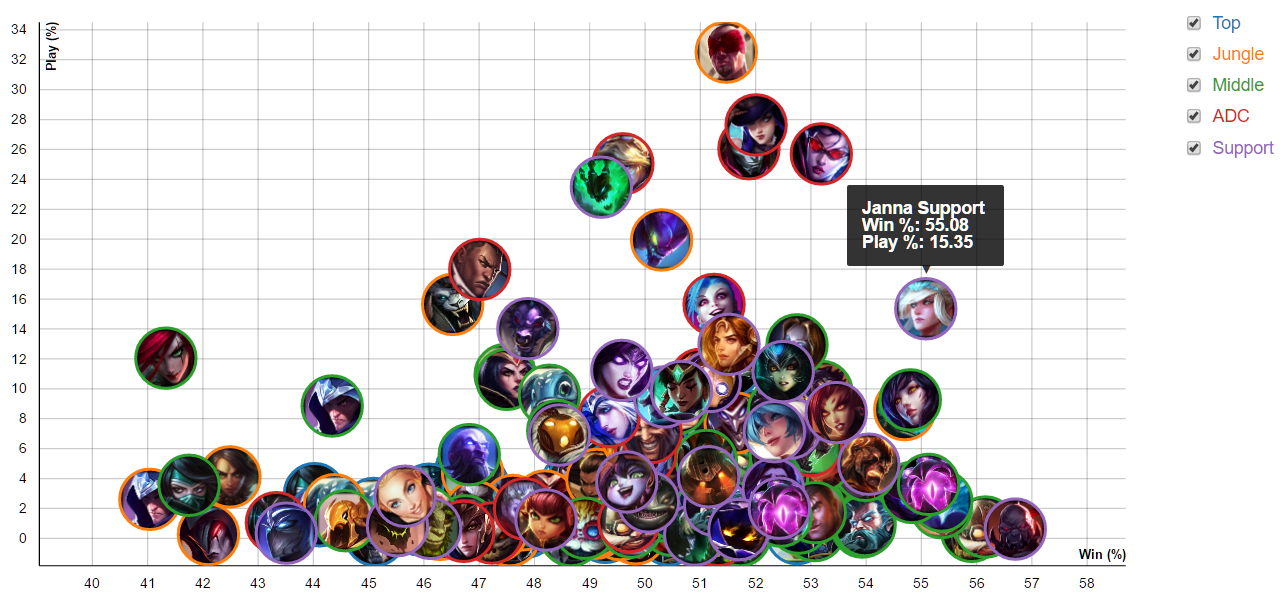 Play (%)
34
32
30
28
26
24
22
20
18
16
14
12
10
8
6
4
2
0
Janna Support
Win %: 55.08
Play %: 15.35
Top
Jungle
Middle
ADC
Support
Win (%)
40 41 42 43 44 45 46 47 48 49 50 51 52 53 54 55 56 57 58